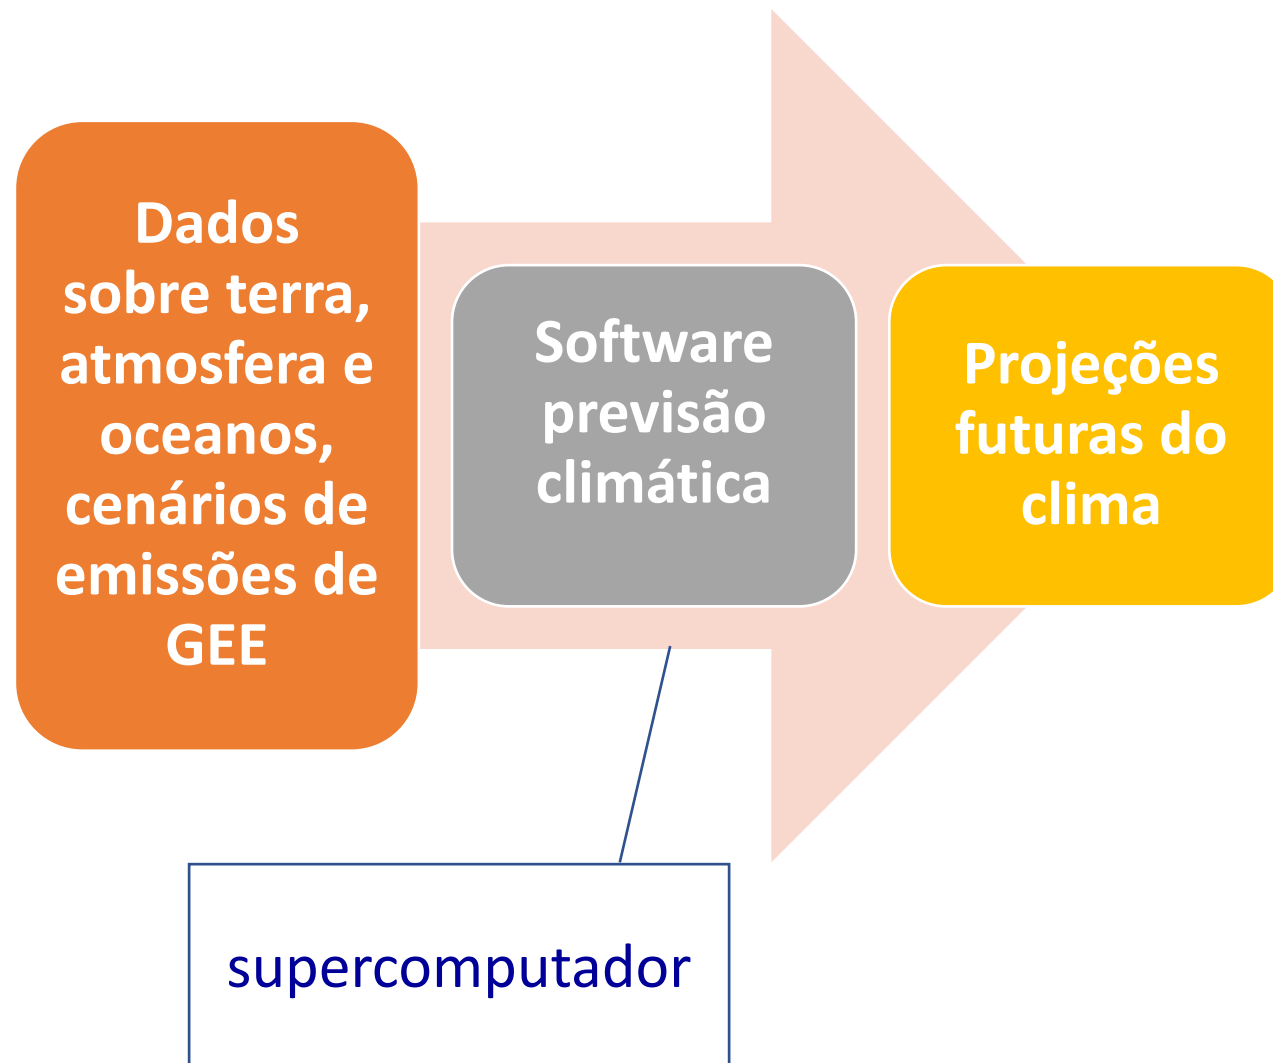 Dados
sobre terra,
atmosfera e
oceanos,
cenários de
emissões de
GEE
Software
previsão
climática
Projeções
futuras do
clima
supercomputador